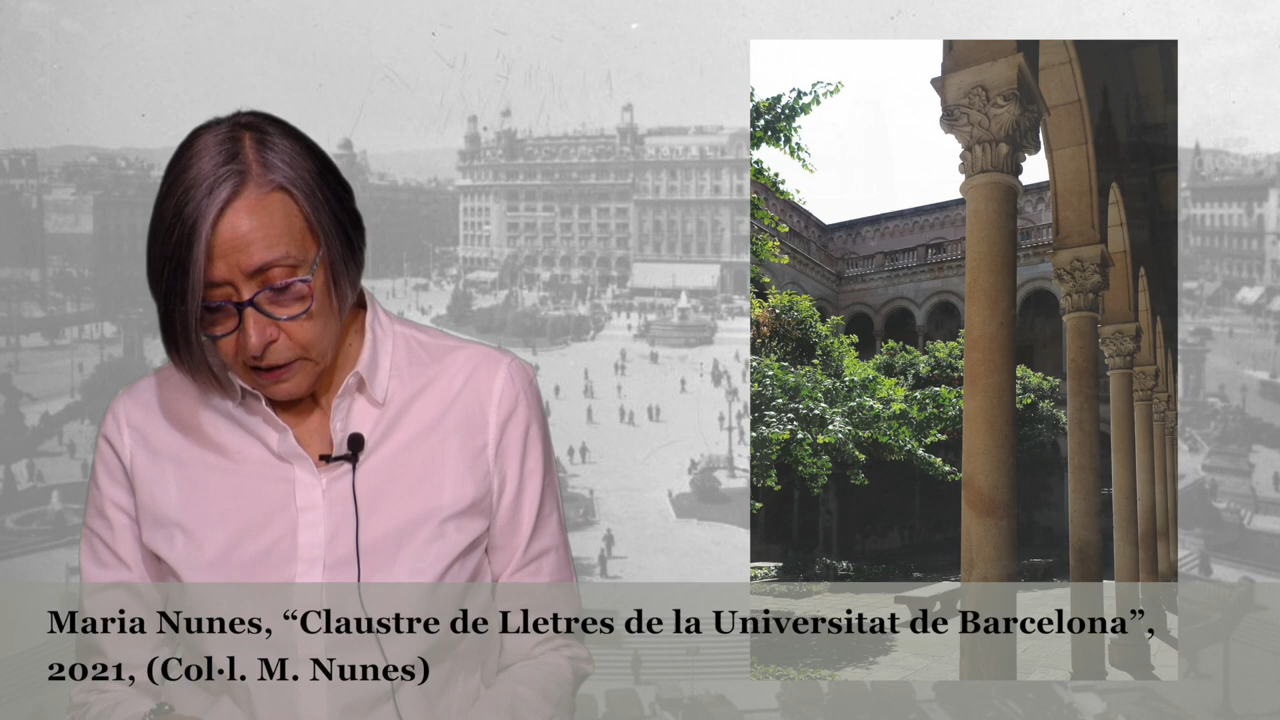 Maria Nunes, “Claustre de Lletres de la Universitat de Barcelona”,
2021, (Col·l. M. Nunes)